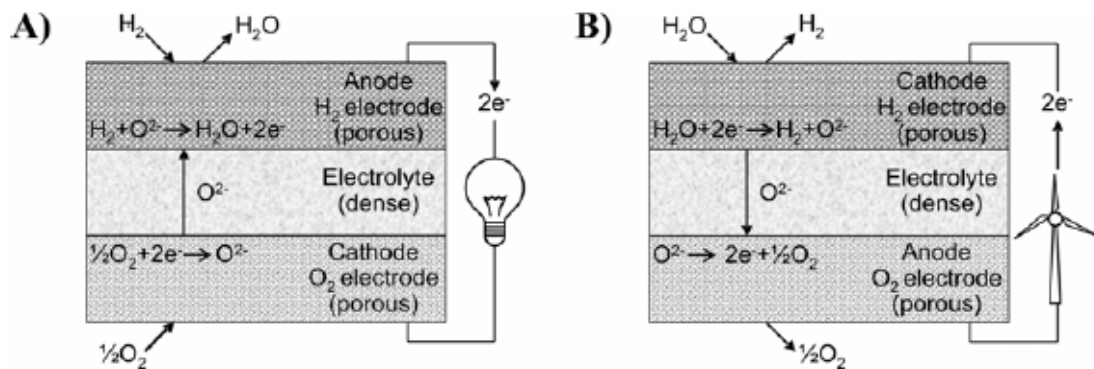 A)
H₂ H₂O
Anode
H₂ electrode
(porous)
H₂+O²⁻→H₂O+2e⁻
2e⁻
Electrolyte
(dense)
O²⁻
½O₂+2e⁻→O²⁻
Cathode
O₂ electrode
(porous)
½O₂
B)
H₂O H₂
Cathode
H₂ electrode
(porous)
H₂O+2e⁻→H₂+O²⁻
2e⁻
Electrolyte
(dense)
O²⁻
O²⁻→ 2e⁻+½O₂
Anode
O₂ electrode
(porous)
½O₂